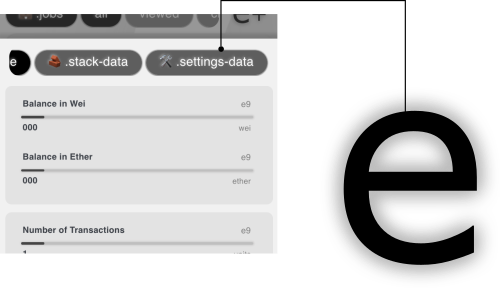 .jobs all viewed e+
e .stack-data .settings-data
Balance in Wei e9
000 wei
Balance in Ether e9
000 ether
Number of Transactions e9
e